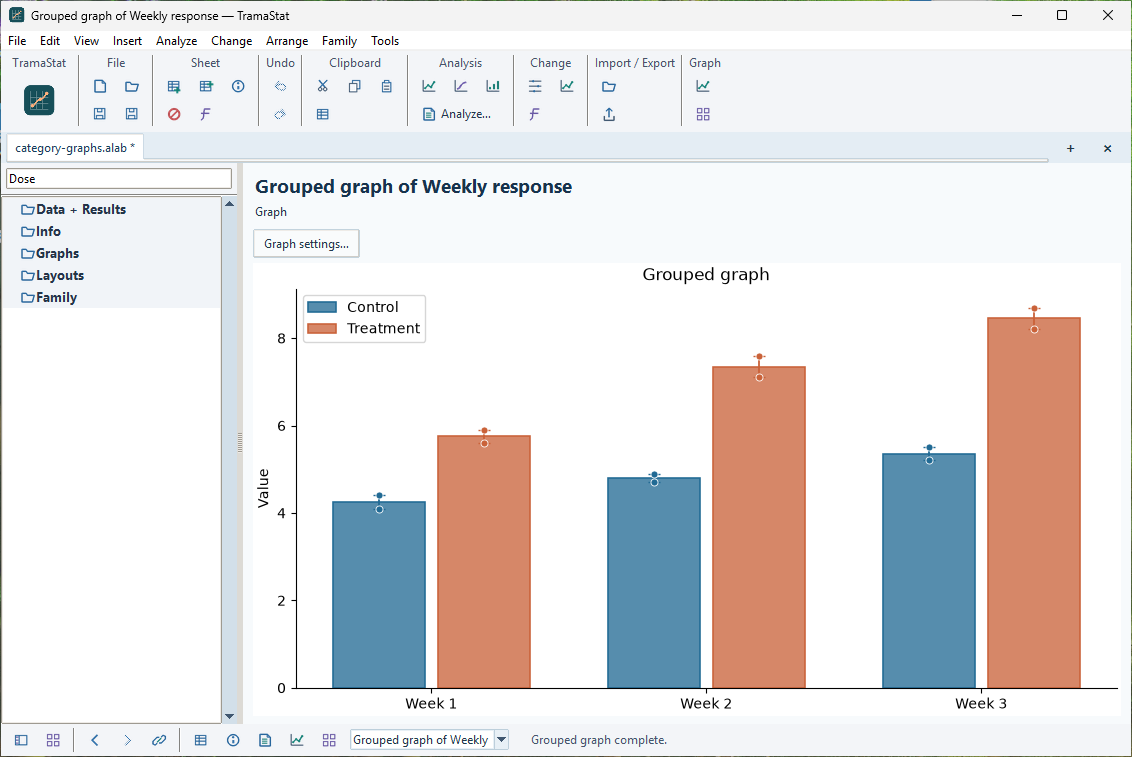 Grouped graph of Weekly response — TramaStat
File Edit View Insert Analyze Change Arrange Family Tools
TramaStat File Sheet Undo Clipboard Analysis Change Import / Export Graph
Analyze...
category-graphs.alab *
Dose
Data + Results
Info
Graphs
Layouts
Family
Grouped graph of Weekly response
Graph
Graph settings...
Grouped graph
Control
Treatment
Value
8
6
4
2
0
Week 1 Week 2 Week 3
Grouped graph of Weekly Grouped graph complete.